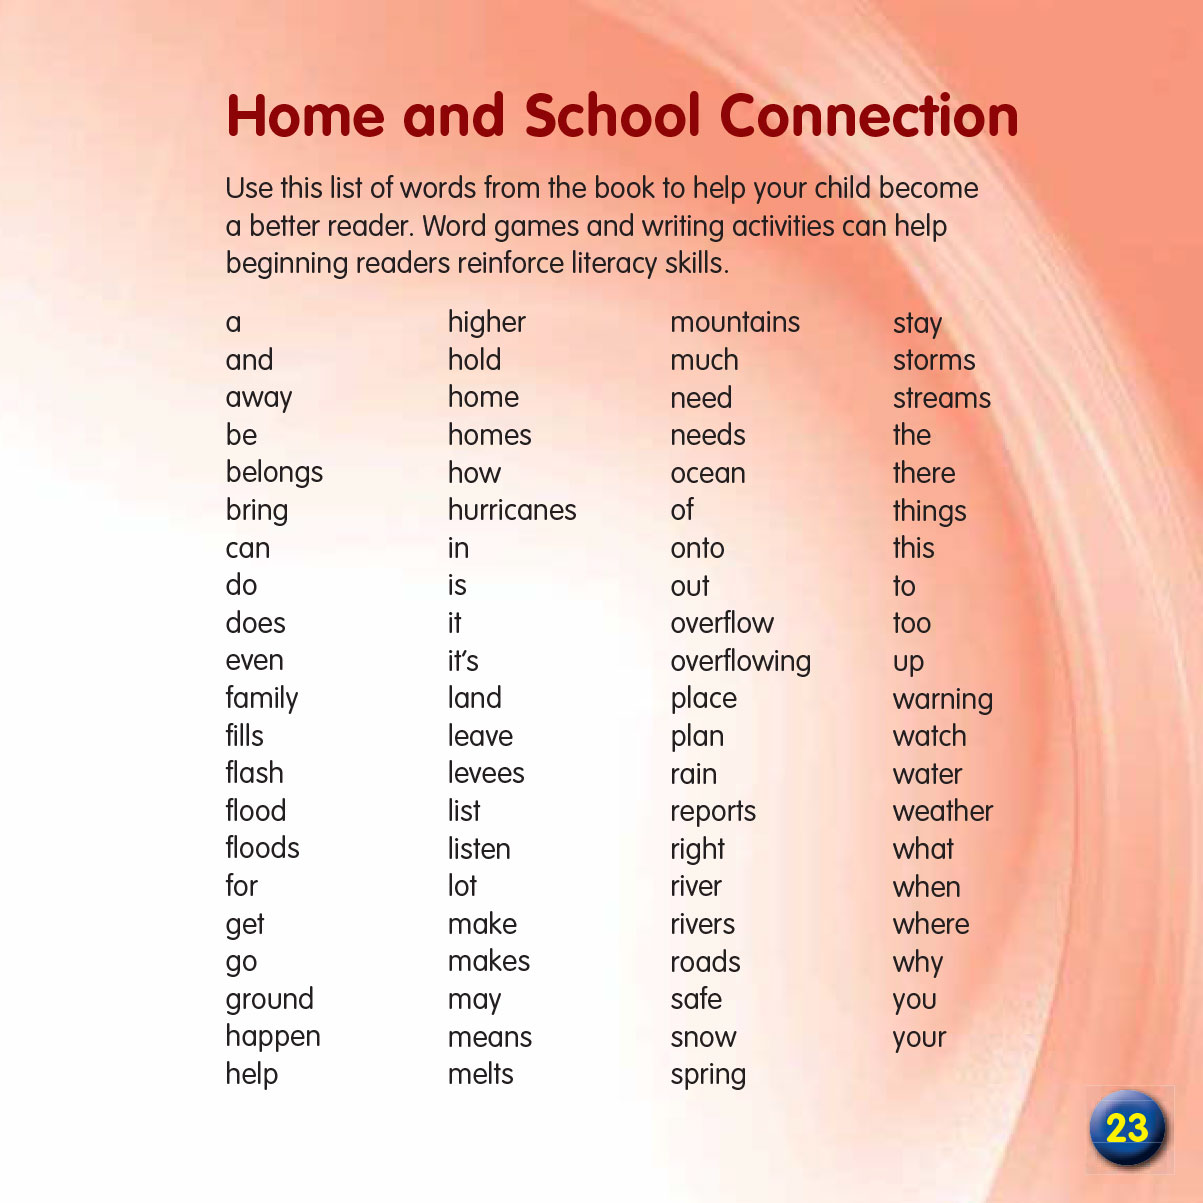 Home and School Connection
Use this list of words from the book to help your child become
a better reader. Word games and writing activities can help
beginning readers reinforce literacy skills.
a
and
away
be
belongs
bring
can
do
does
even
family
fills
flash
flood
floods
for
get
go
ground
happen
help
higher
hold
home
homes
how
hurricanes
in
is
it
it's
land
leave
levees
list
listen
lot
make
makes
may
means
melts
mountains
much
need
needs
ocean
of
onto
out
overflow
overflowing
place
plan
rain
reports
right
river
rivers
roads
safe
snow
spring
stay
storms
streams
the
there
things
this
to
too
up
warning
watch
water
weather
what
when
where
why
you
your
23